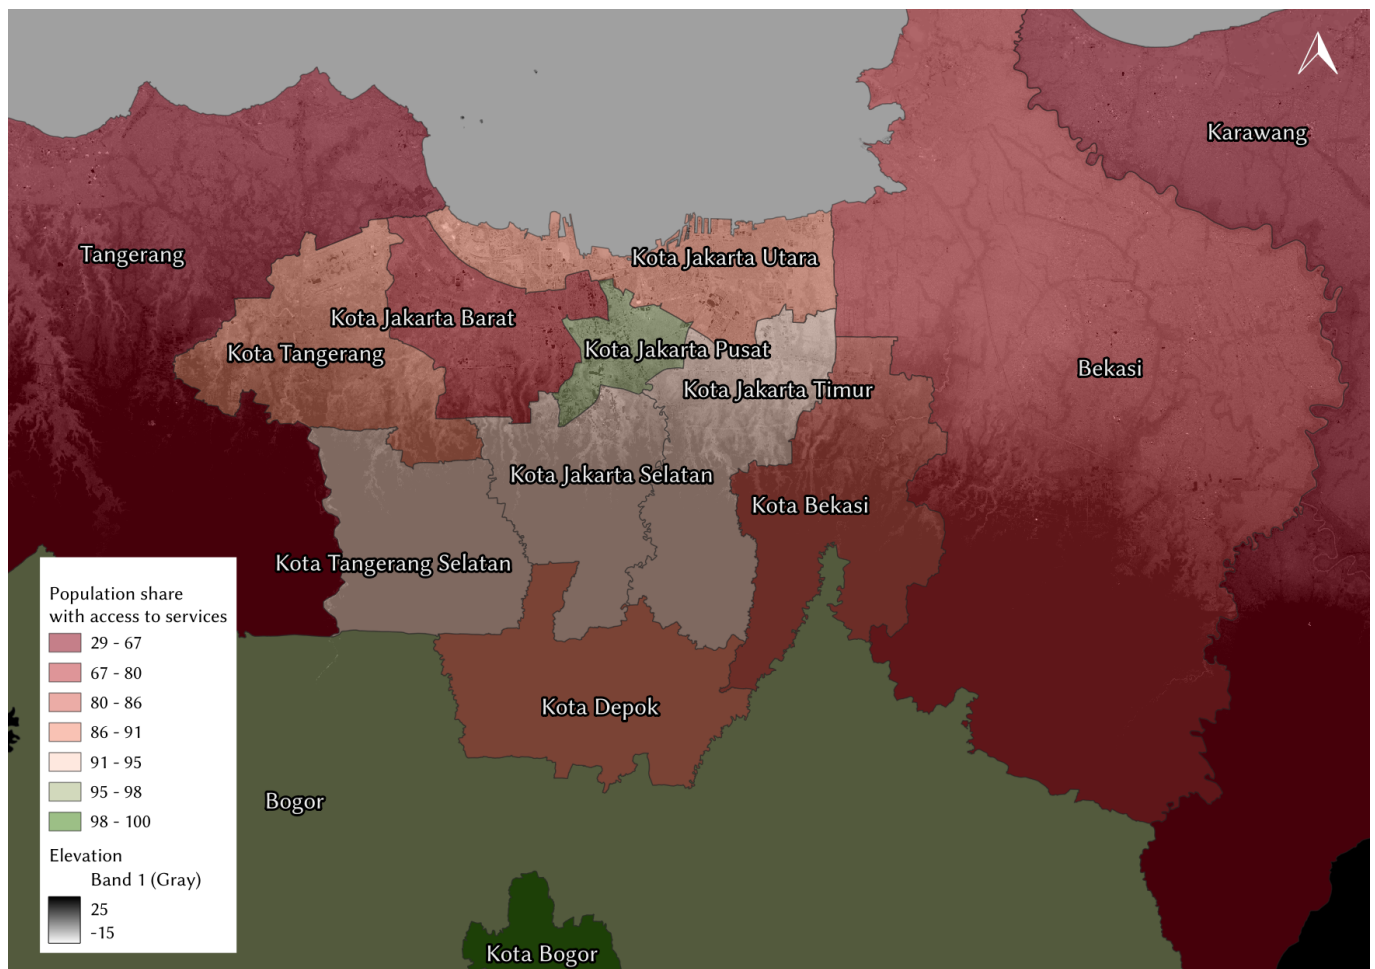 Karawang
Tangerang
Kota Jakarta Utara
Kota Jakarta Barat
Kota Tangerang
Kota Jakarta Pusat
Bekasi
Kota Jakarta Timur
Kota Jakarta Selatan
Kota Bekasi
Kota Tangerang Selatan
Kota Depok
Bogor
Kota Bogor
Population share
with access to services
29 - 67
67 - 80
80 - 86
86 - 91
91 - 95
95 - 98
98 - 100
Elevation
Band 1 (Gray)
25
-15